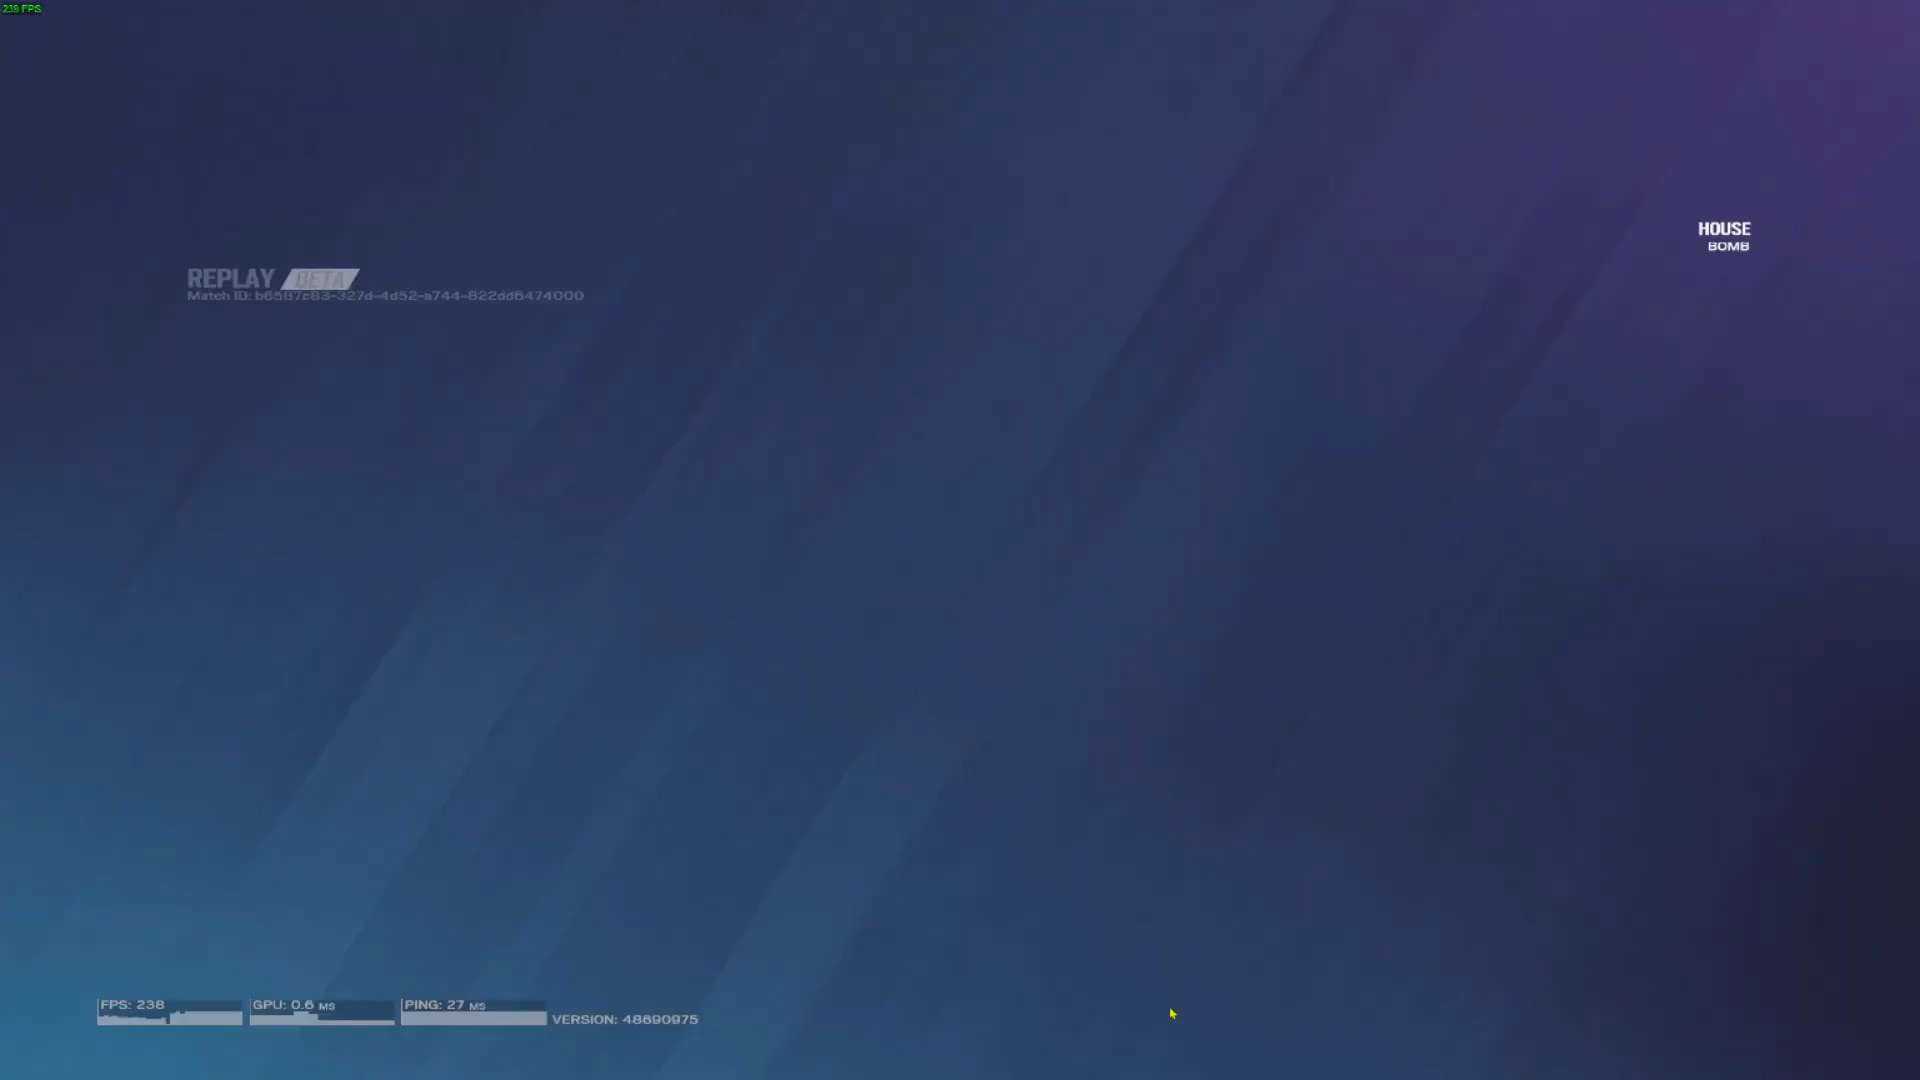 239 FPS
HOUSE
BOMB
REPLAY BETA
Match ID: b6587c83-327d-4d52-a744-822dd6474000
FPS: 238
GPU: 0.6 MS
PING: 27 MS
VERSION: 48690975